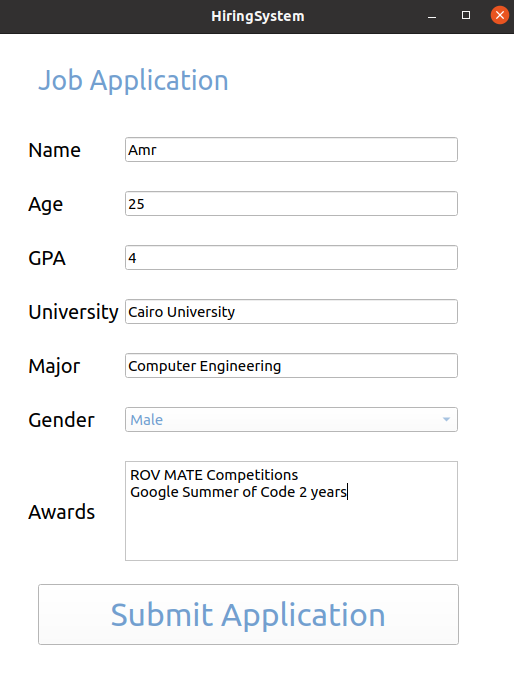 HiringSystem
Job Application
Name Amr
Age 25
GPA 4
University Cairo University
Major Computer Engineering
Gender Male
Awards ROV MATE Competitions
Google Summer of Code 2 years
Submit Application